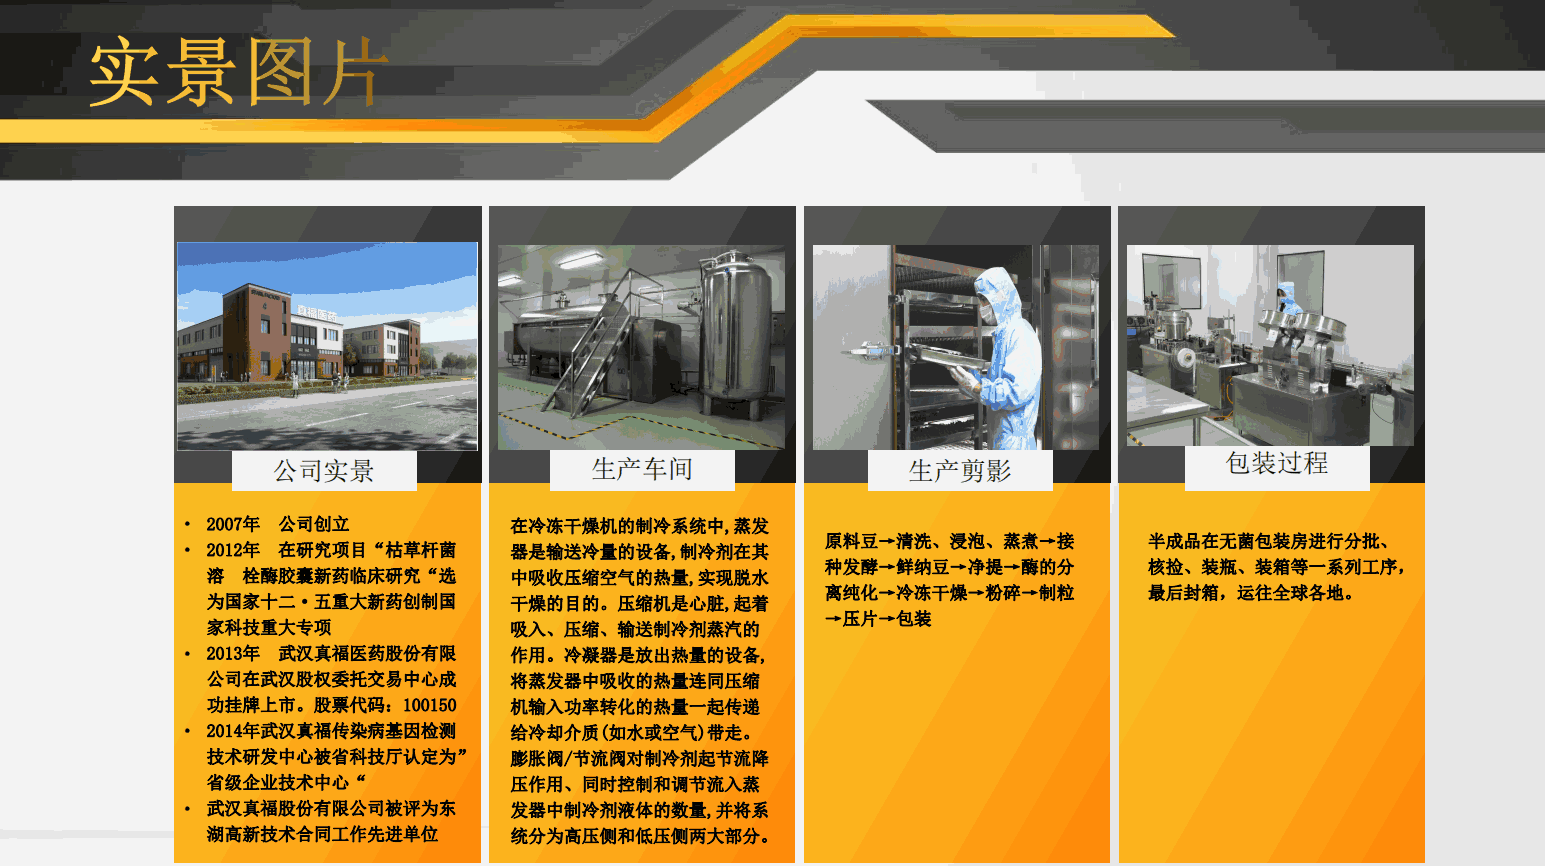 实景图片
真福医药
公司实景
• 2007年 公司创立
• 2012年 在研究项目“枯草杆菌
溶 栓酶胶囊新药临床研究“选
为国家十二·五重大新药创制国
家科技重大专项
• 2013年 武汉真福医药股份有限
公司在武汉股权委托交易中心成
功挂牌上市。股票代码：100150
• 2014年武汉真福传染病基因检测
技术研发中心被省科技厅认定为”
省级企业技术中心“
• 武汉真福股份有限公司被评为东
湖高新技术合同工作先进单位
生产车间
在冷冻干燥机的制冷系统中,蒸发
器是输送冷量的设备,制冷剂在其
中吸收压缩空气的热量,实现脱水
干燥的目的。压缩机是心脏,起着
吸入、压缩、输送制冷剂蒸汽的
作用。冷凝器是放出热量的设备,
将蒸发器中吸收的热量连同压缩
机输入功率转化的热量一起传递
给冷却介质(如水或空气)带走。
膨胀阀/节流阀对制冷剂起节流降
压作用、同时控制和调节流入蒸
发器中制冷剂液体的数量,并将系
统分为高压侧和低压侧两大部分。
生产剪影
原料豆→清洗、浸泡、蒸煮→接
种发酵→鲜纳豆→净提→酶的分
离纯化→冷冻干燥→粉碎→制粒
→压片→包装
包装过程
半成品在无菌包装房进行分批、
核捡、装瓶、装箱等一系列工序，
最后封箱，运往全球各地。